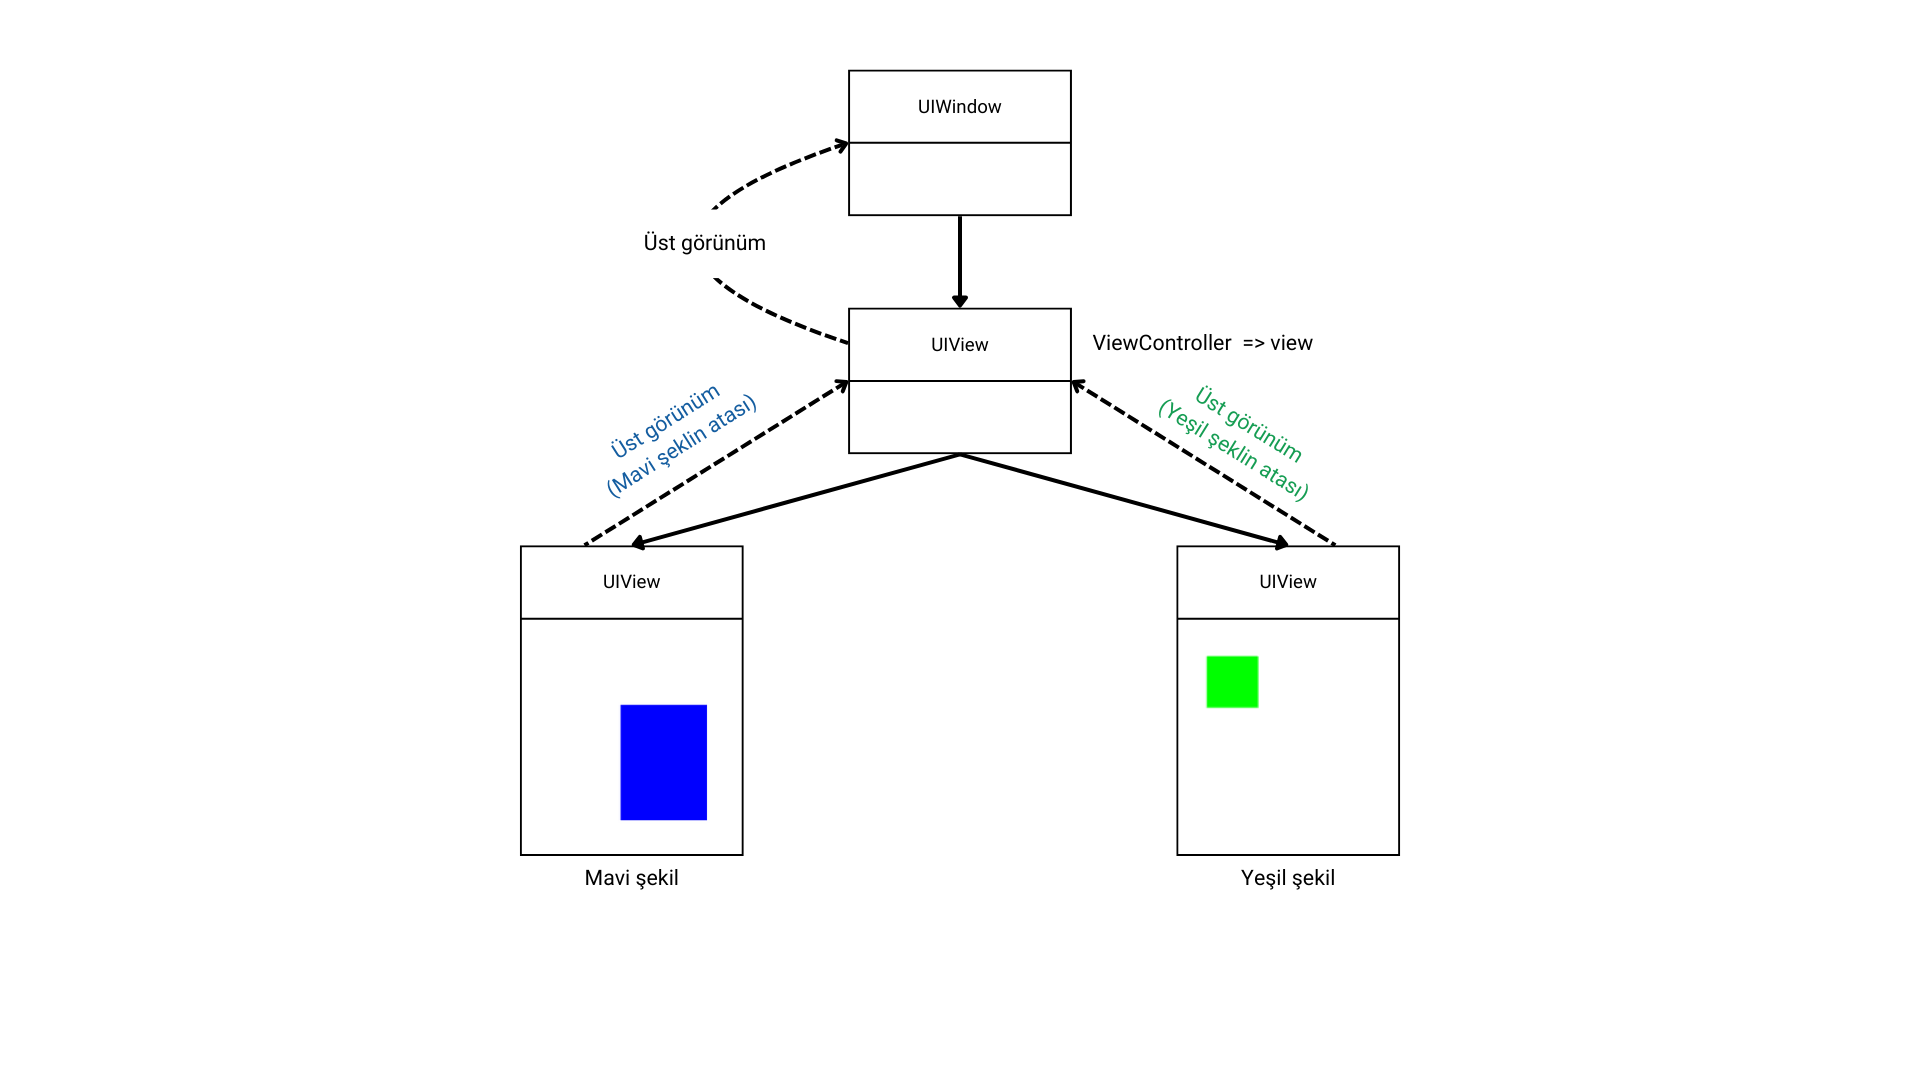 UIWindow
Üst görünüm
UIView
ViewController => view
Üst görünüm
(Mavi şeklin atası)
Üst görünüm
(Yeşil şeklin atası)
UIView
UIView
Mavi şekil
Yeşil şekil